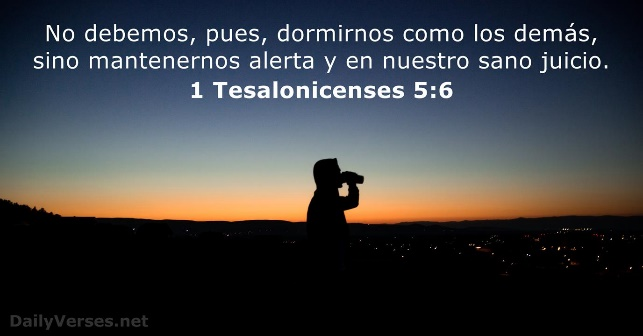 No debemos, pues, dormirnos como los demás,
sino mantenernos alerta y en nuestro sano juicio.
1 Tesalonicenses 5:6
DailyVerses.net